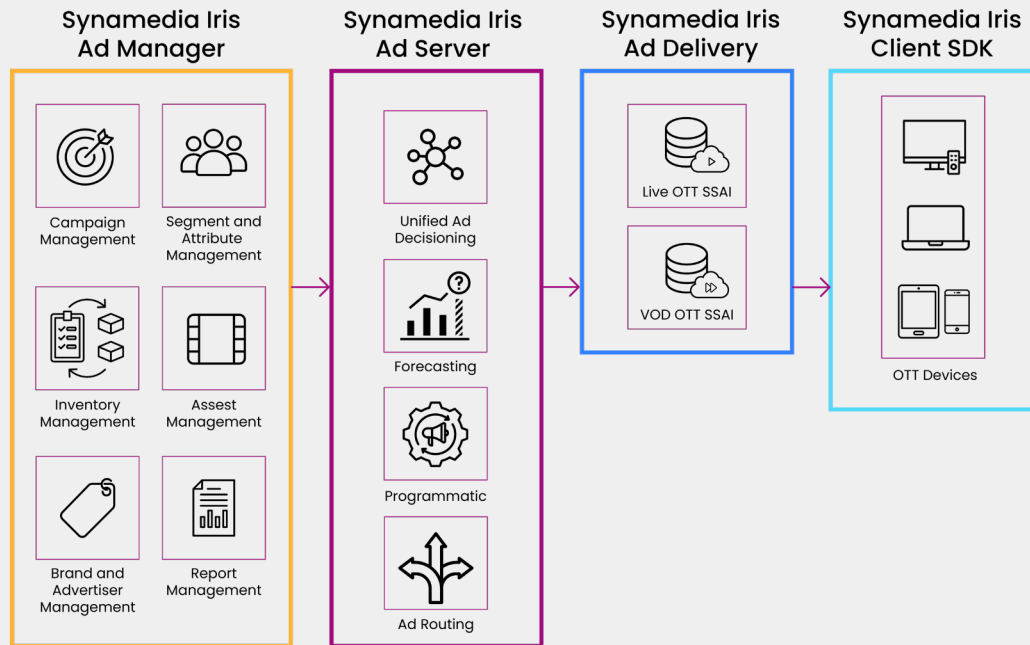 Synamedia Iris
Ad Manager
Campaign
Management
Segment and
Attribute
Management
Inventory
Management
Assest
Management
Brand and
Advertiser
Management
Report
Management
Synamedia Iris
Ad Server
Unified Ad
Decisioning
?
Forecasting
Programmatic
Ad Routing
Synamedia Iris
Ad Delivery
Live OTT SSAI
VOD OTT SSAI
Synamedia Iris
Client SDK
OTT Devices